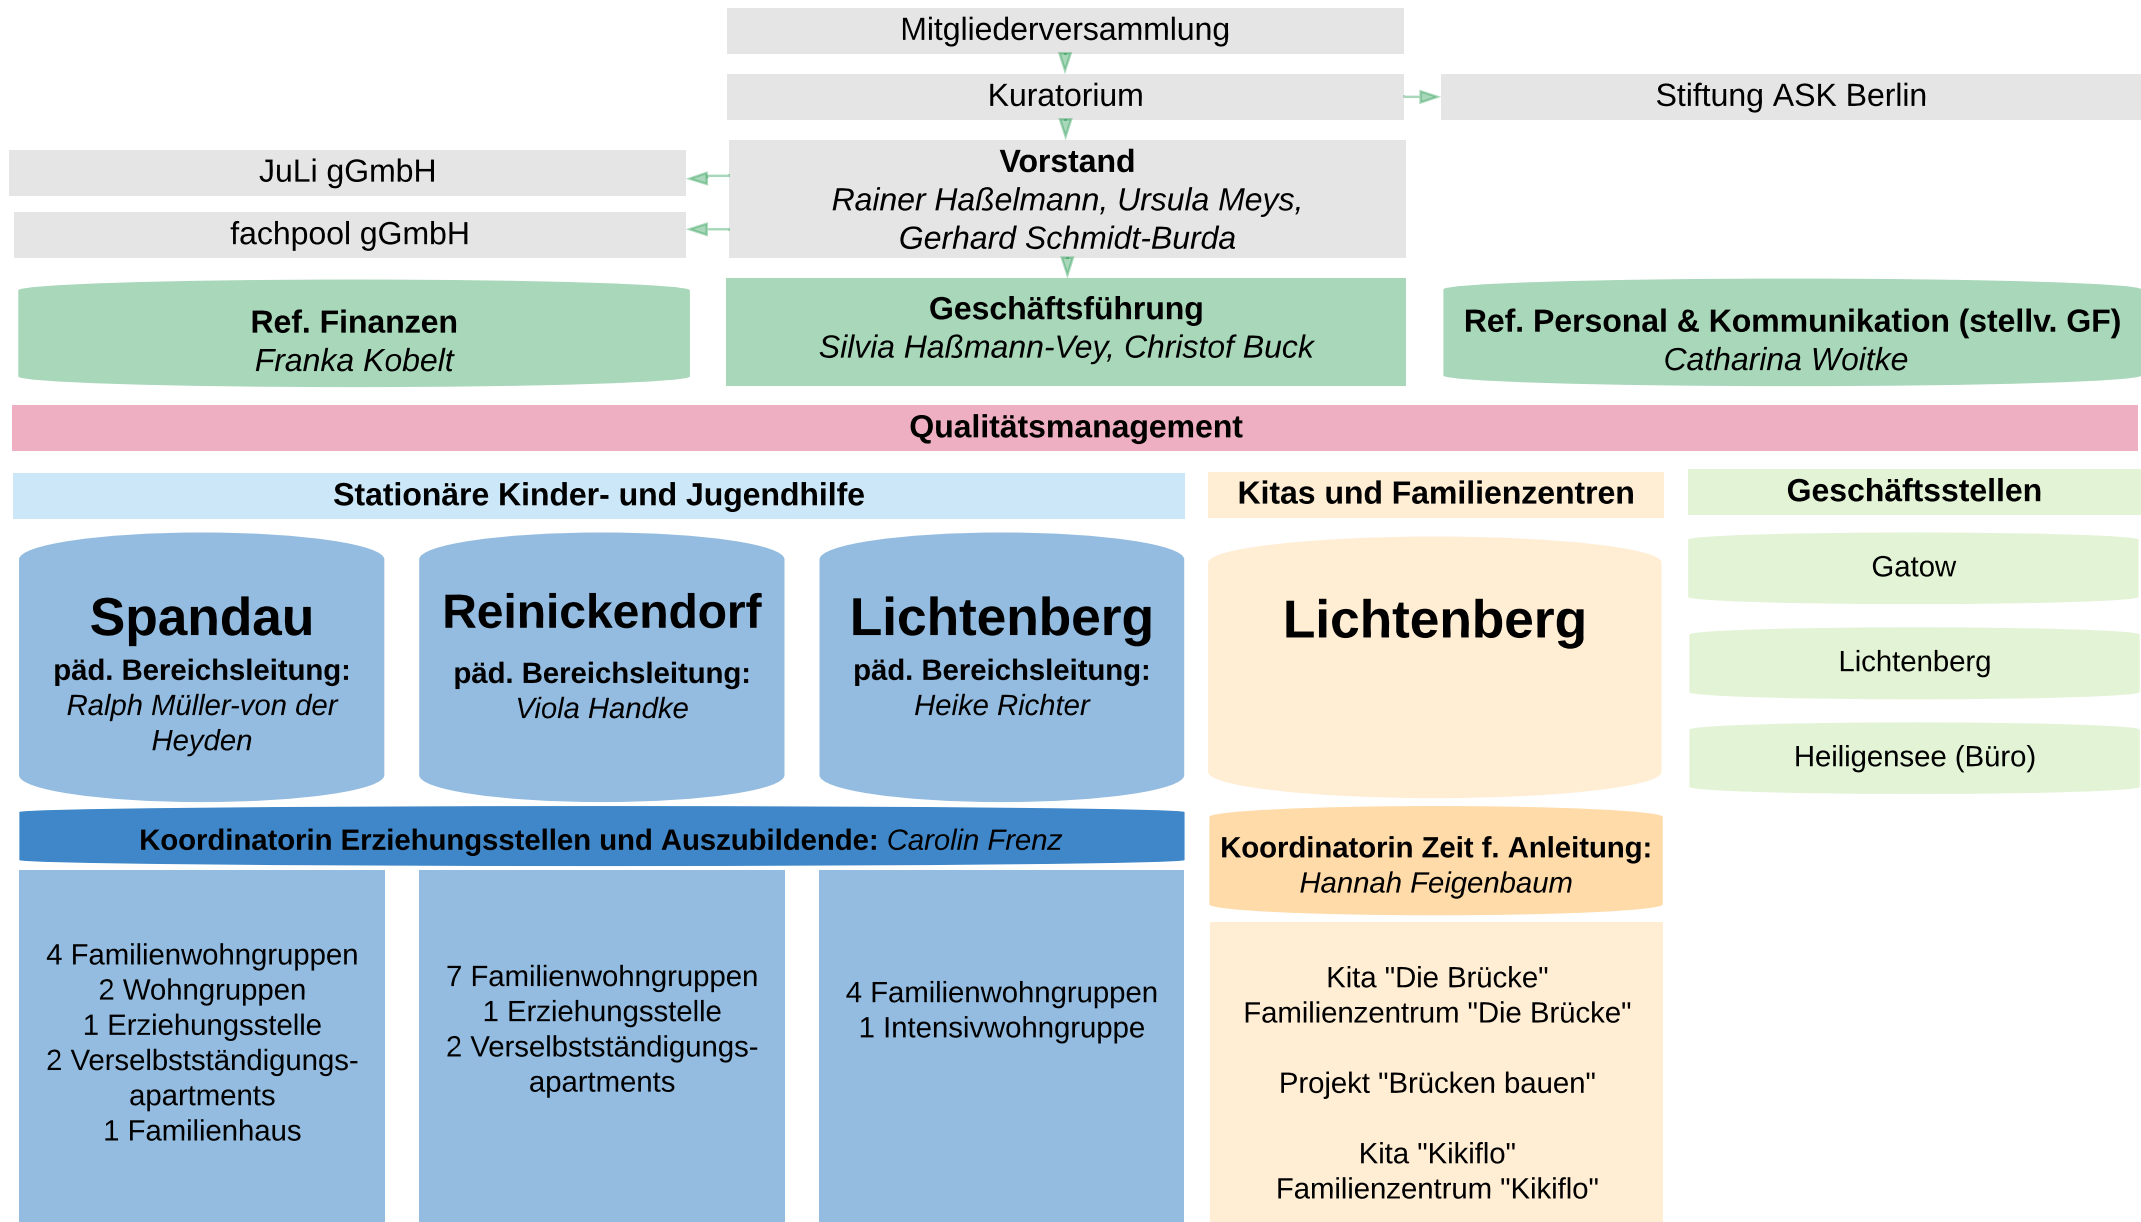 Mitgliederversammlung
Kuratorium
Stiftung ASK Berlin
JuLi gGmbH
fachpool gGmbH
Vorstand
Rainer Haßelmann, Ursula Meys,
Gerhard Schmidt-Burda
Ref. Finanzen
Franka Kobelt
Geschäftsführung
Silvia Haßmann-Vey, Christof Buck
Ref. Personal & Kommunikation (stellv. GF)
Catharina Woitke
Qualitätsmanagement
Stationäre Kinder- und Jugendhilfe
Spandau
päd. Bereichsleitung:
Ralph Müller-von der
Heyden
Reinickendorf
päd. Bereichsleitung:
Viola Handke
Lichtenberg
päd. Bereichsleitung:
Heike Richter
Koordinatorin Erziehungsstellen und Auszubildende: Carolin Frenz
4 Familienwohngruppen
2 Wohngruppen
1 Erziehungsstelle
2 Verselbstständigungs-
apartments
1 Familienhaus
7 Familienwohngruppen
1 Erziehungsstelle
2 Verselbstständigungs-
apartments
4 Familienwohngruppen
1 Intensivwohngruppe
Kitas und Familienzentren
Lichtenberg
Koordinatorin Zeit f. Anleitung:
Hannah Feigenbaum
Kita "Die Brücke"
Familienzentrum "Die Brücke"
Projekt "Brücken bauen"
Kita "Kikiflo"
Familienzentrum "Kikiflo"
Geschäftsstellen
Gatow
Lichtenberg
Heiligensee (Büro)